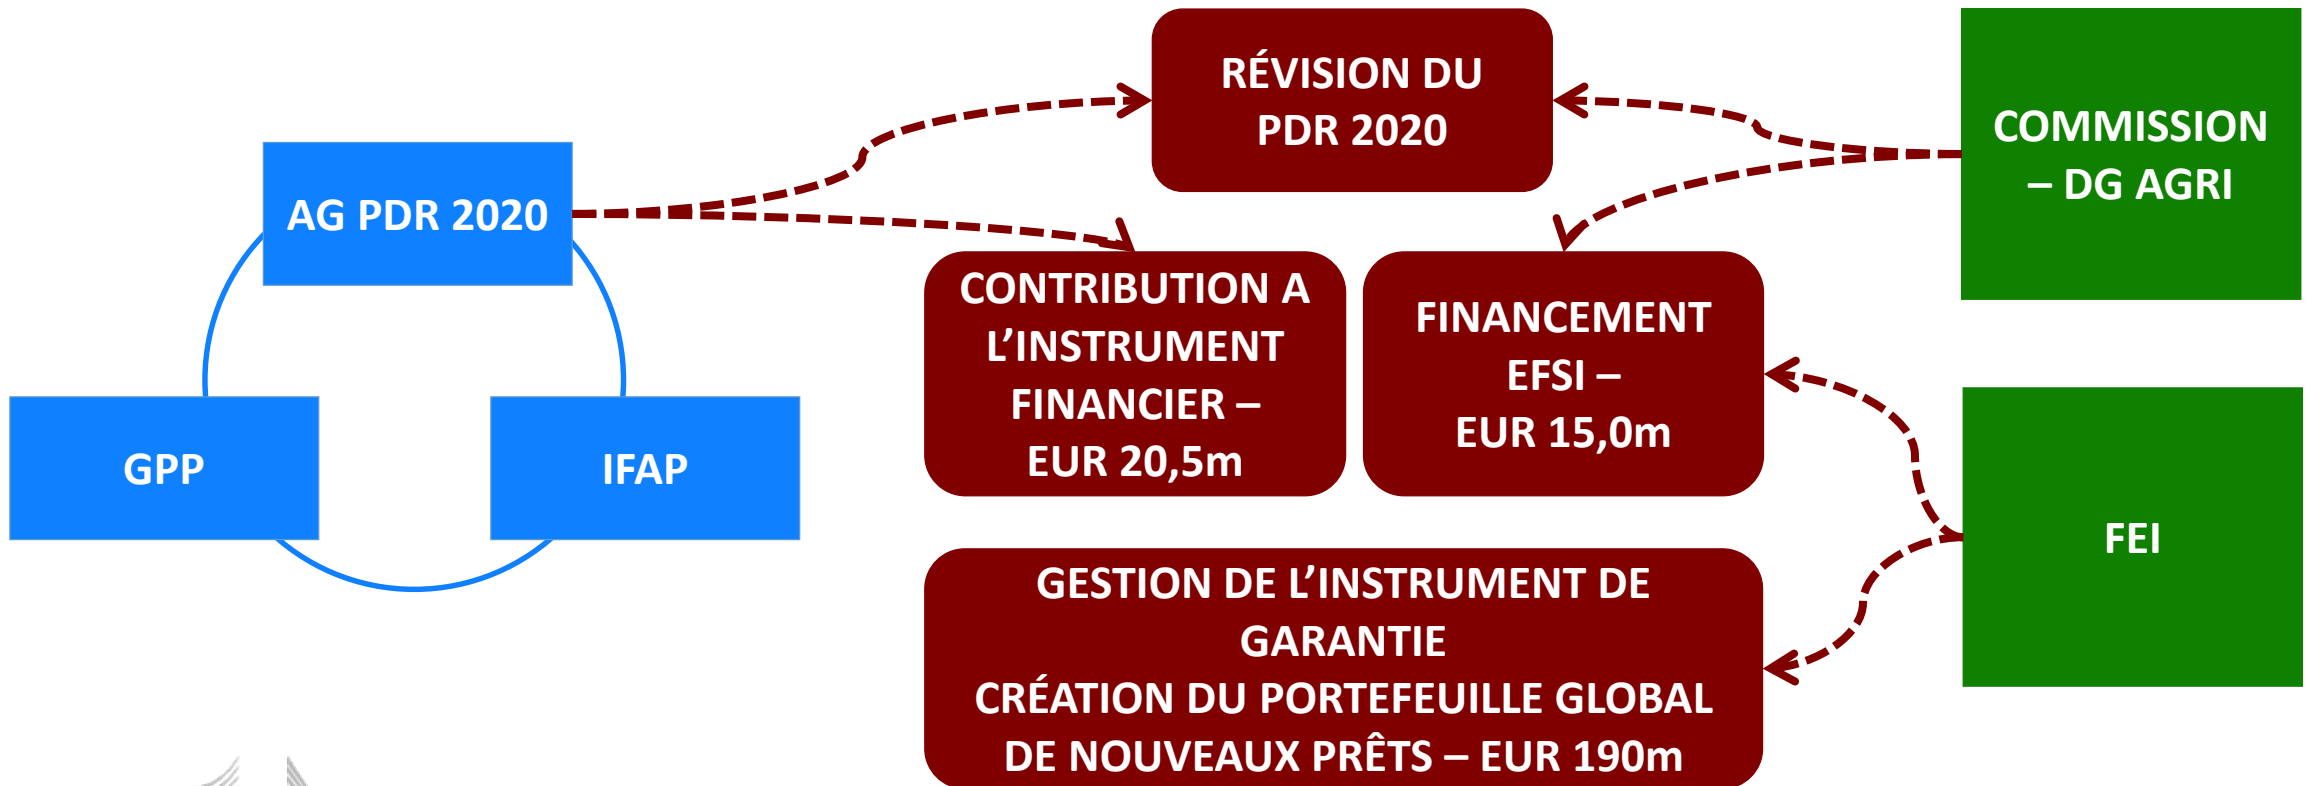 AG PDR 2020
GPP
IFAP
RÉVISION DU
PDR 2020
CONTRIBUTION A
L’INSTRUMENT
FINANCIER –
EUR 20,5m
FINANCEMENT
EFSI –
EUR 15,0m
GESTION DE L’INSTRUMENT DE
GARANTIE
CRÉATION DU PORTEFEUILLE GLOBAL
DE NOUVEAUX PRÊTS – EUR 190m
COMMISSION
– DG AGRI
FEI